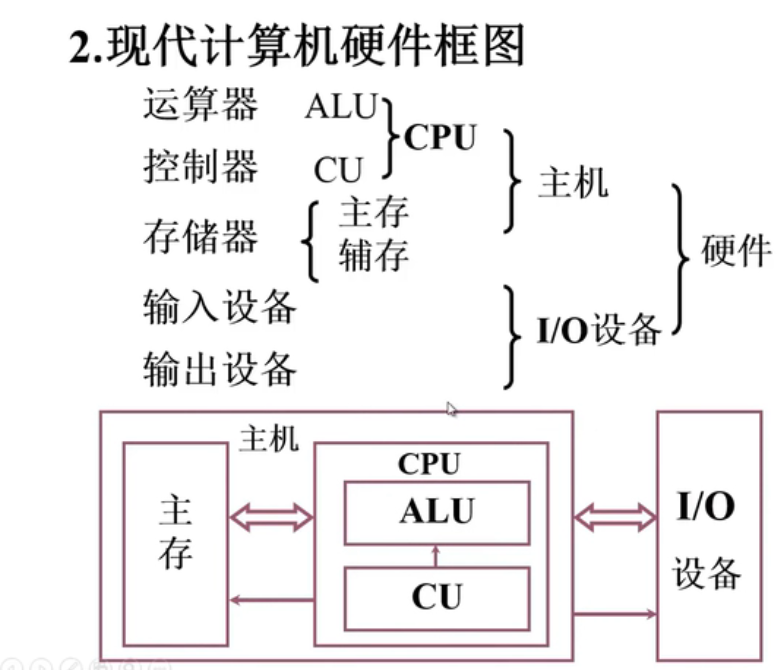 2.现代计算机硬件框图
运算器 ALU
CPU
控制器 CU
主机
主存
存储器
辅存
硬件
输入设备
I/O设备
输出设备
主机
CPU
主存
ALU
I/O
设备
CU